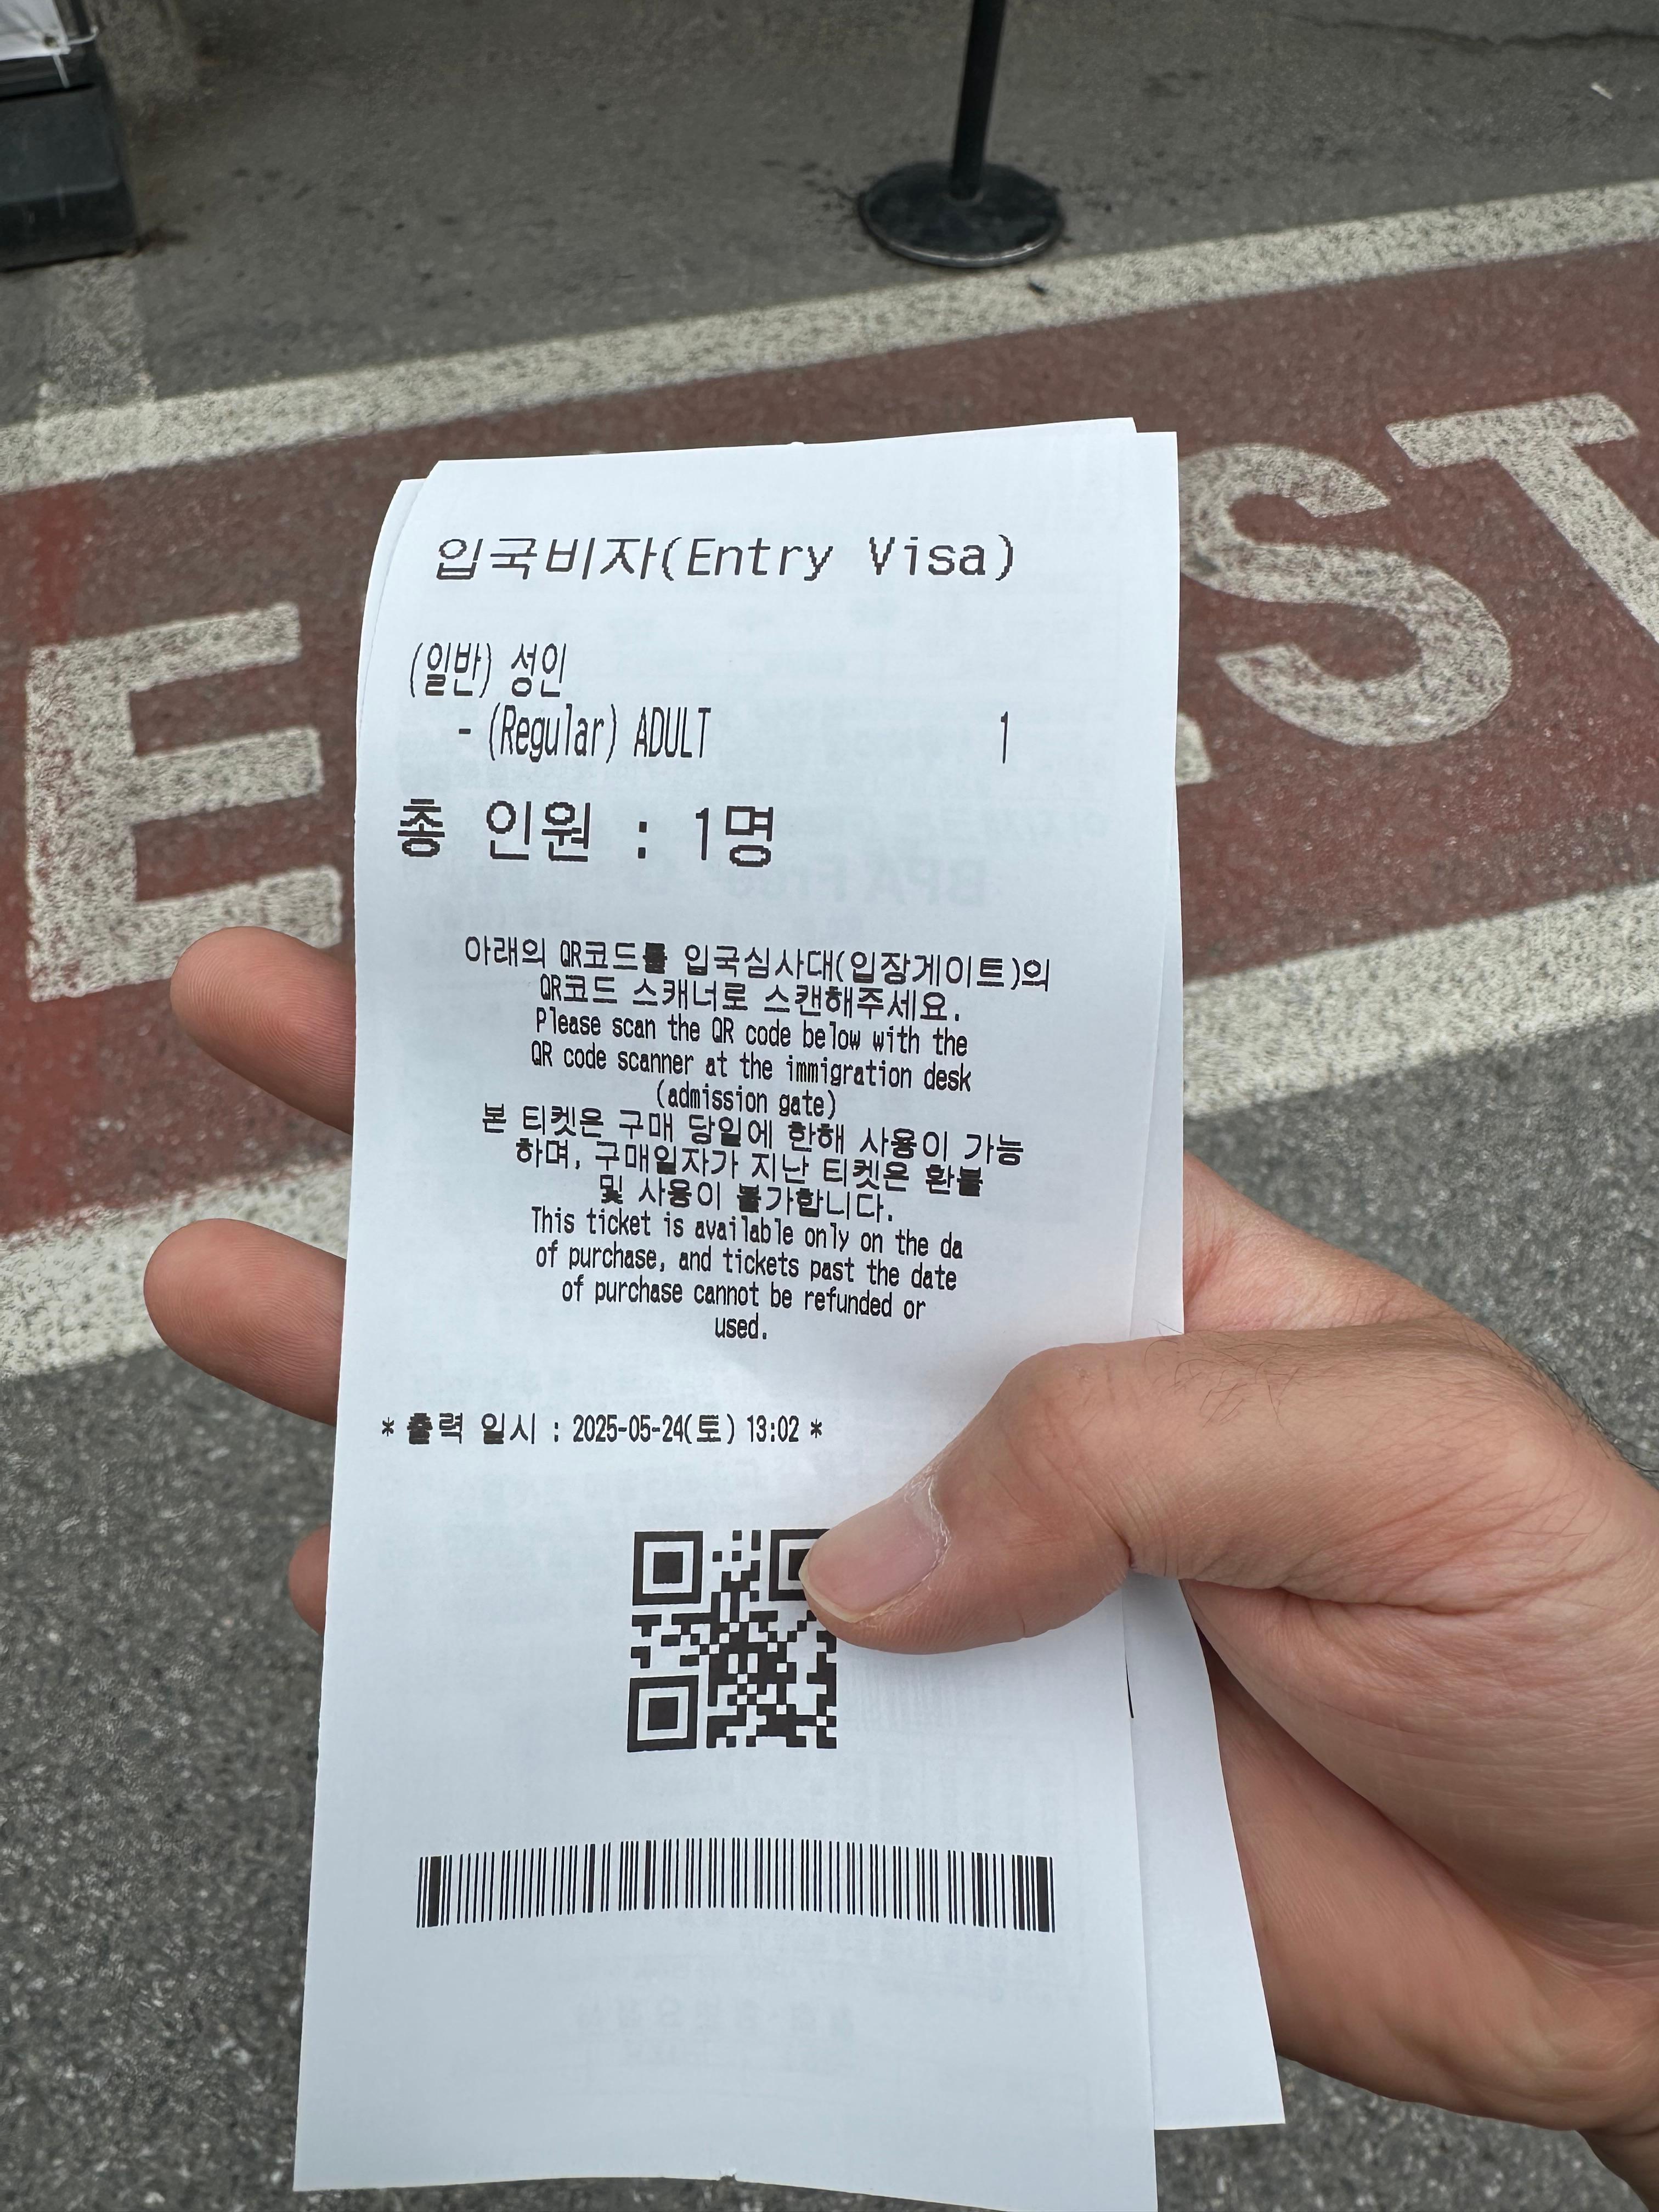 입국비자(Entry Visa)
(일반) 성인
- (Regular) ADULT 1
총 인원 : 1명
아래의 QR코드를 입국심사대(입장게이트)의
QR코드 스캐너로 스캔해주세요.
Please scan the QR code below with the
QR code scanner at the immigration desk
(admission gate)
본 티켓은 구매 당일에 한해 사용이 가능
하며, 구매일자가 지난 티켓은 환불
및 사용이 불가합니다.
This ticket is available only on the da
of purchase, and tickets past the date
of purchase cannot be refunded or
used.
* 출력 일시 : 2025-05-24(토) 13:02 *
E
ST
BPA Free